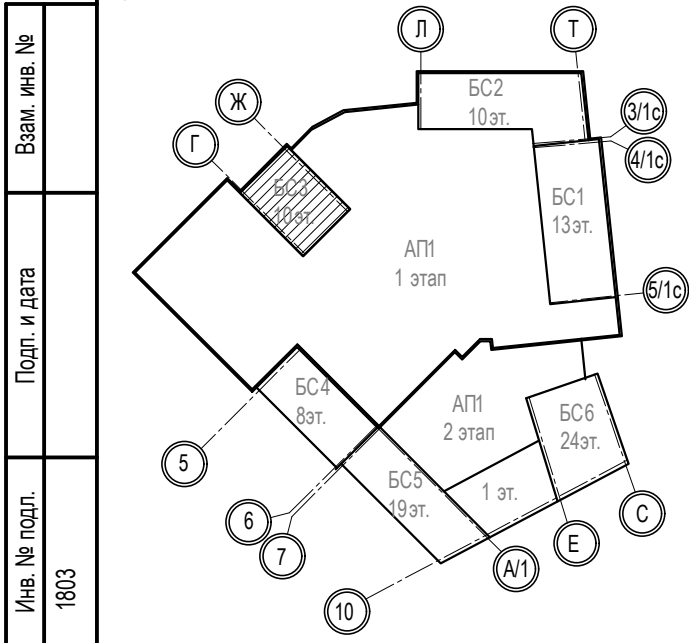 Л
Т
БС2
10эт.
3/1с
4/1с
Ж
Г
БС3
10эт.
БС1
13эт.
АП1
1 этап
5/1с
БС4
8эт.
АП1
2 этап
БС6
24эт.
5
БС5
19эт.
1 эт.
6
7
С
Е
А/1
10
Взам. инв. №
Подп. и дата
Инв. № подл.
1803